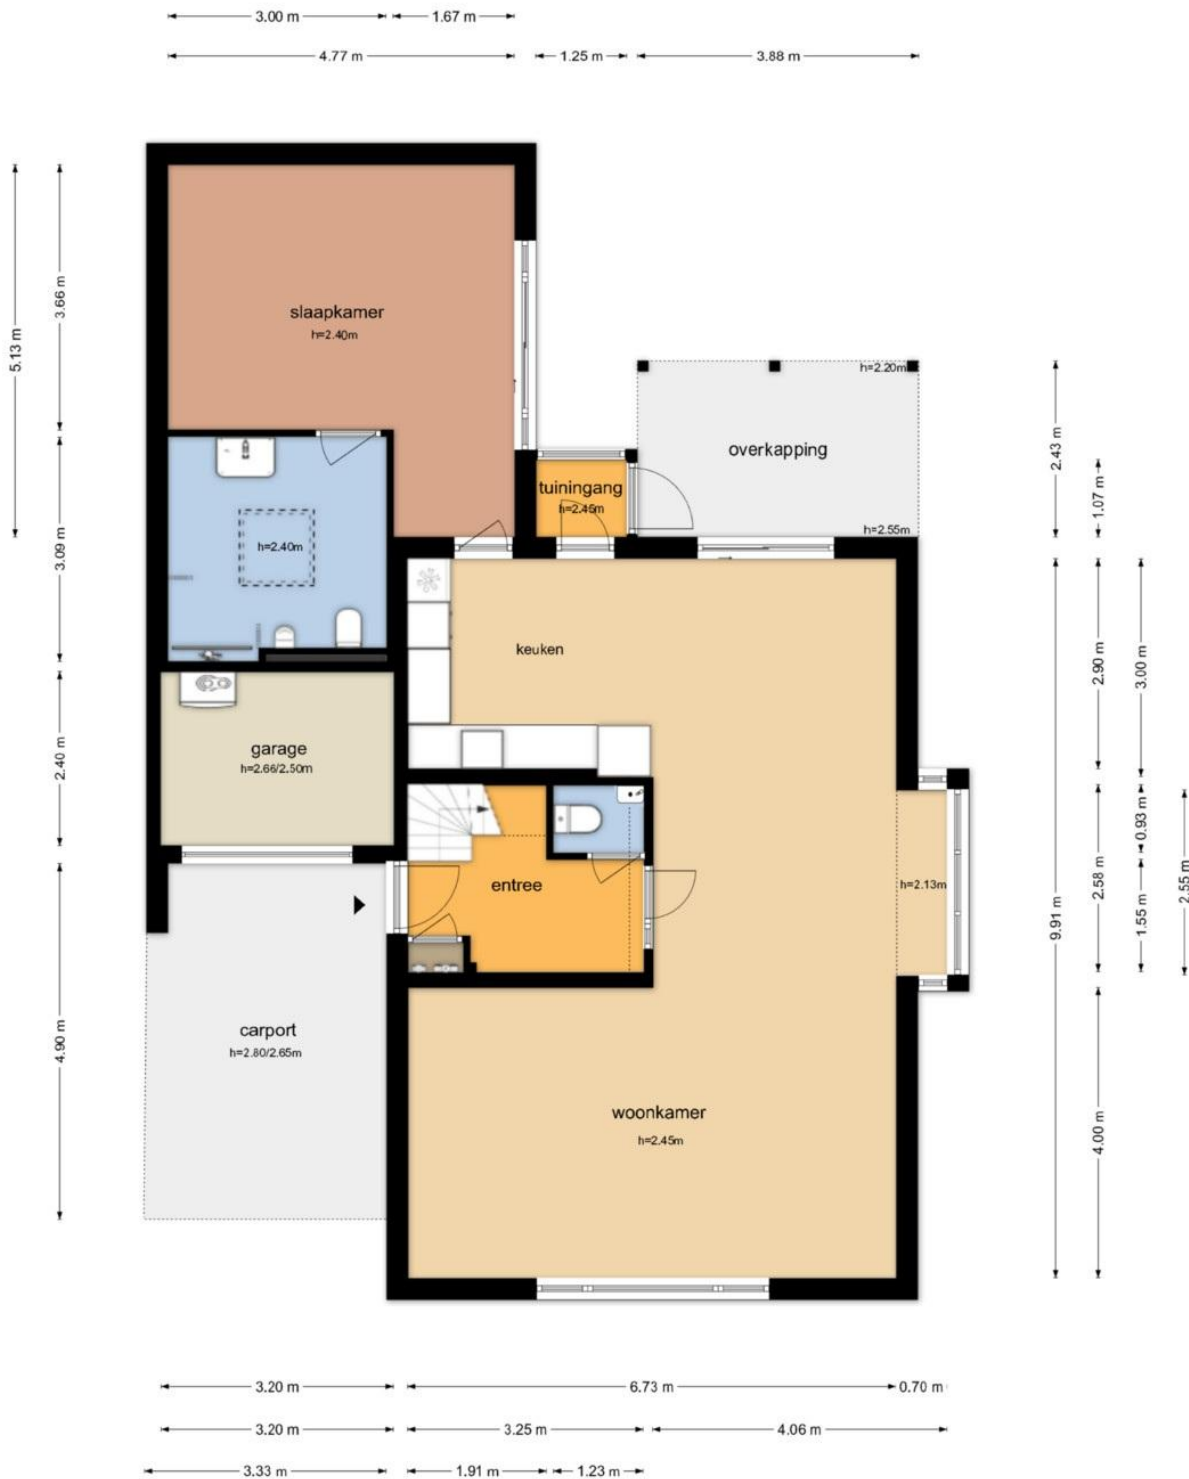 3.00 m 1.67 m
4.77 m 1.25 m 3.88 m
5.13 m
3.66 m
3.09 m
2.40 m
4.90 m
slaapkamer
h=2.40m
h=2.20m
overkapping
h=2.55m
tuiningang
h=2.45m
h=2.40m
keuken
garage
h=2.66/2.50m
entree
h=2.13m
carport
h=2.80/2.65m
woonkamer
h=2.45m
2.43 m
1.07 m
9.91 m
2.90 m
2.58 m
4.00 m
3.00 m
0.93 m
1.55 m
2.55 m
3.20 m 6.73 m 0.70 m
3.20 m 3.25 m 4.06 m
3.33 m 1.91 m 1.23 m